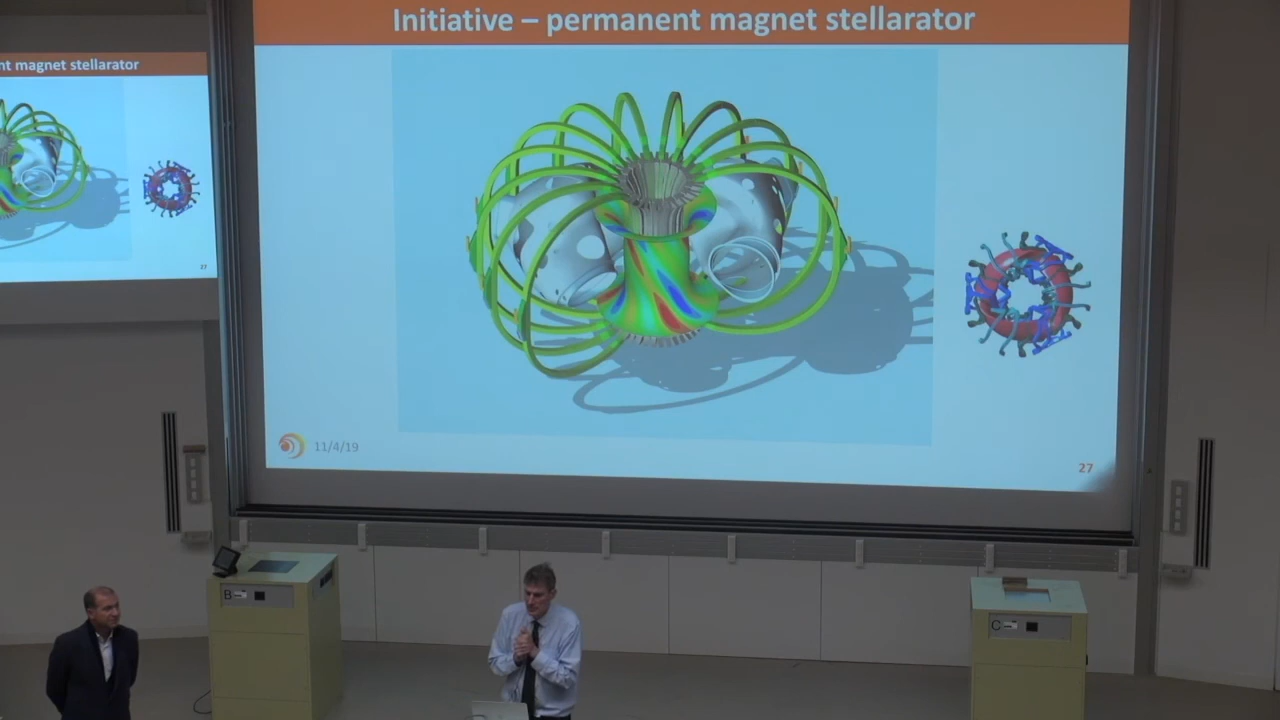 Initiative – permanent magnet stellarator
nt magnet stellarator
27
11/4/19
27
B
C